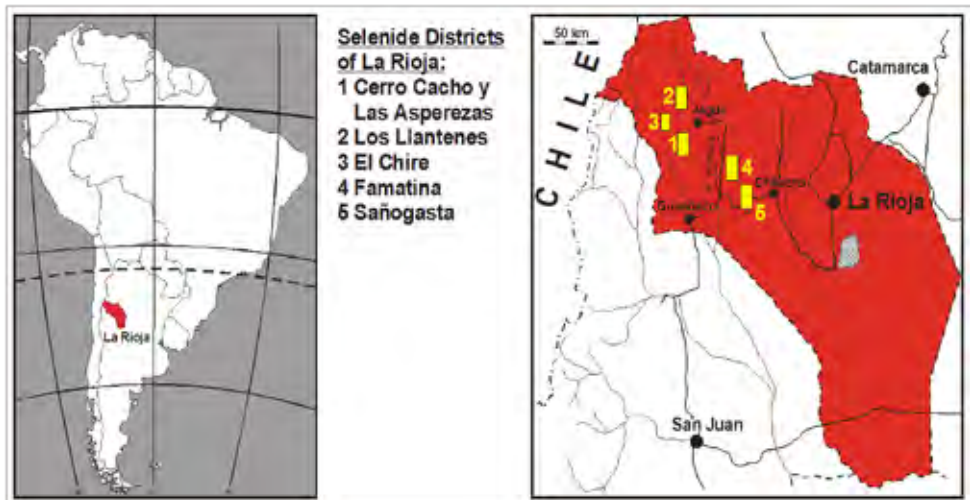 Selenide Districts
of La Rioja:
1 Cerro Cacho y
Las Asperezas
2 Los Llantenes
3 El Chire
4 Famatina
5 Sañogasta
La Rioja
50 km
CHILE
Catamarca
2
3
1
4
5
La Rioja
San Juan